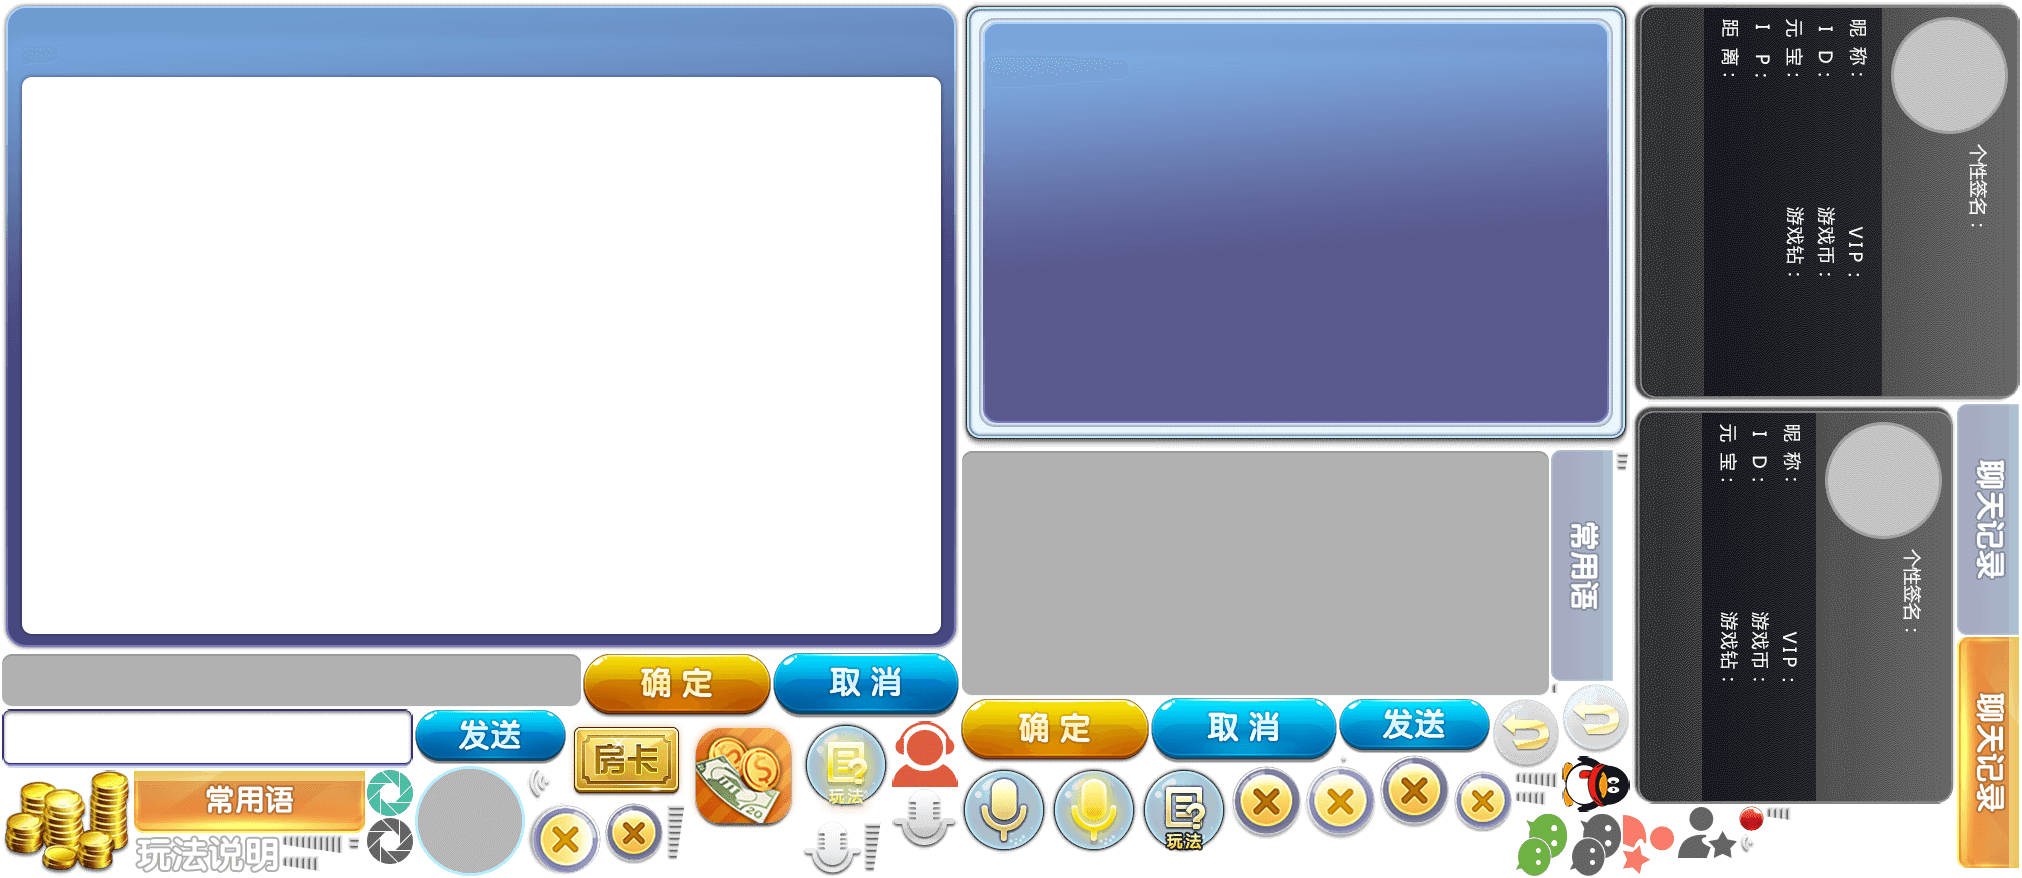 昵 称：
I D：
元 宝：
I P：
距 离：
个性签名：
VIP：
游戏币：
游戏钻：
昵 称：
I D：
元 宝：
个性签名：
VIP：
游戏币：
游戏钻：
聊天记录
聊天记录
常用语
确 定
取 消
确 定
取 消
发送
发送
房卡
玩法
玩法
常用语
玩法说明
20